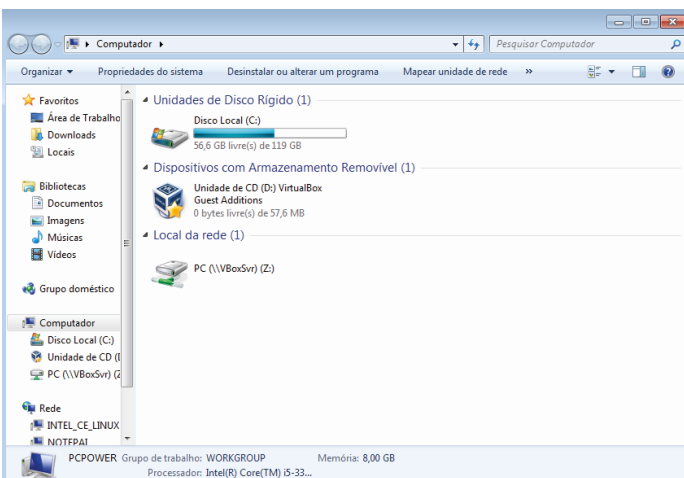 Computador
Pesquisar Computador
Organizar
Propriedades do sistema
Desinstalar ou alterar um programa
Mapear unidade de rede
»
Favoritos
Área de Trabalho
Downloads
Locais
Bibliotecas
Documentos
Imagens
Músicas
Vídeos
Grupo doméstico
Computador
Disco Local (C:)
Unidade de CD (
PC (\\VBoxSvr) (Z
Rede
INTEL_CE_LINUX
NOTEPAI
Unidades de Disco Rígido (1)
Disco Local (C:)
56,6 GB livre(s) de 119 GB
Dispositivos com Armazenamento Removível (1)
Unidade de CD (D:) VirtualBox
Guest Additions
0 bytes livre(s) de 57,6 MB
Local da rede (1)
PC (\\VBoxSvr) (Z:)
PCPOWER Grupo de trabalho: WORKGROUP Memória: 8,00 GB
Processador: Intel(R) Core(TM) i5-33...